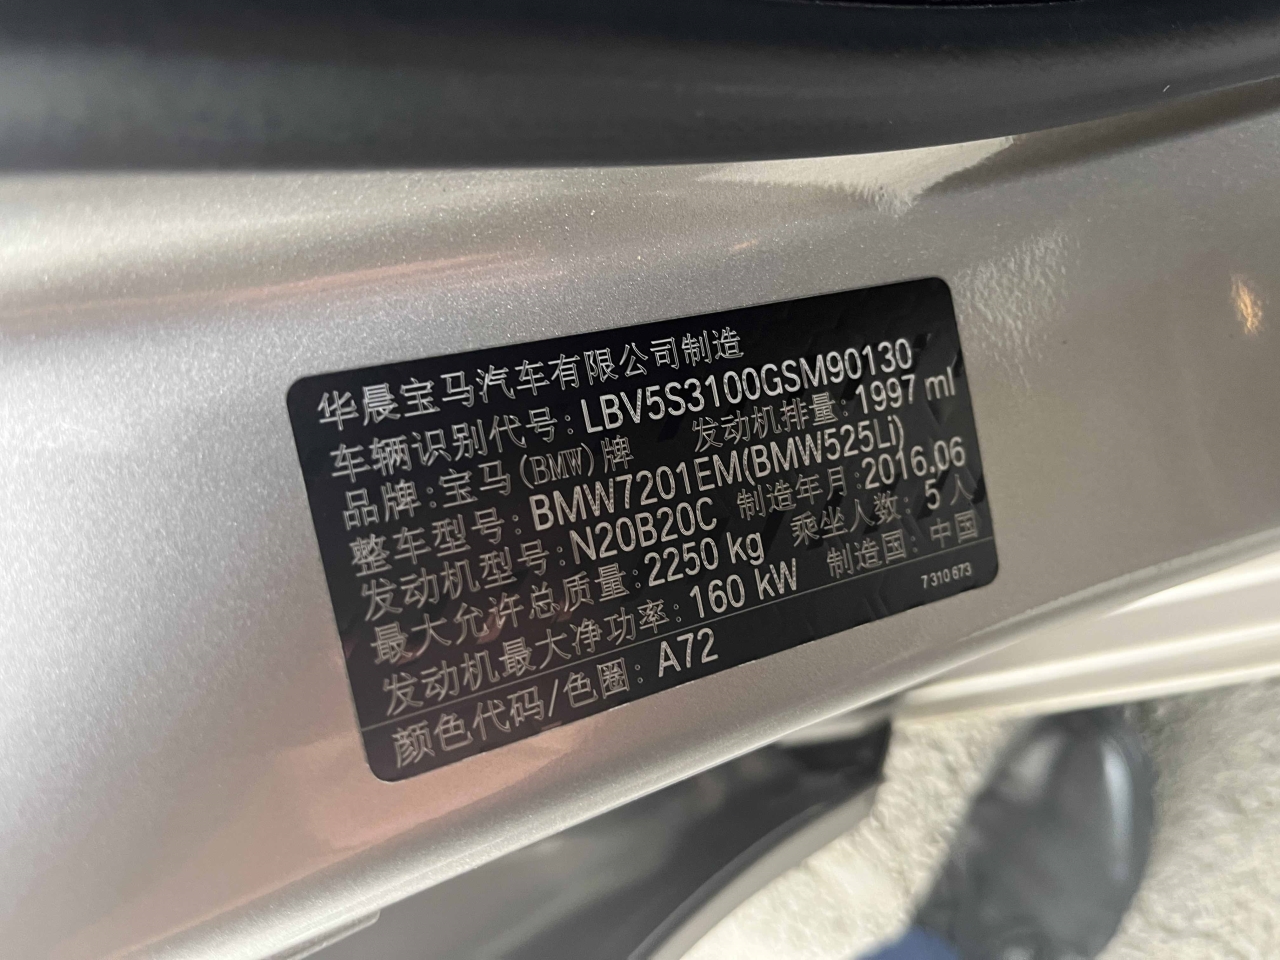 华晨宝马汽车有限公司制造
车辆识别代号:LBV5S3100GSM90130
品牌:宝马(BMW)牌 发动机排量:1997 ml
整车型号:BMW7201EM(BMW525Li)
发动机型号:N20B20C 制造年月:2016.06
最大允许总质量:2250 kg 乘坐人数:5人
发动机最大净功率:160 kW 制造国:中国
颜色代码/色圈:A72 7 310 673